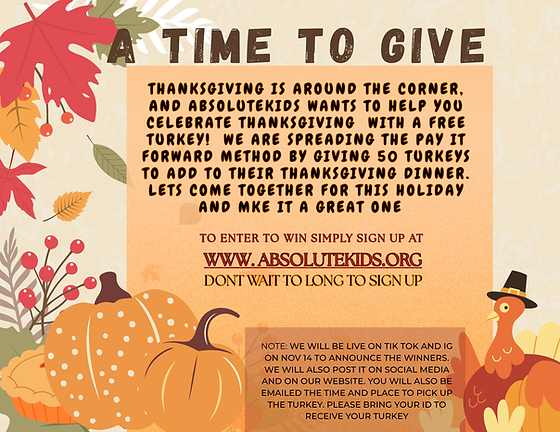 A TIME TO GIVE
THANKSGIVING IS AROUND THE CORNER,
AND ABSOLUTEKIDS WANTS TO HELP YOU
CELEBRATE THANKSGIVING WITH A FREE
TURKEY! WE ARE SPREADING THE PAY IT
FORWARD METHOD BY GIVING 50 TURKEYS
TO ADD TO THEIR THANKSGIVING DINNER.
LETS COME TOGETHER FOR THIS HOLIDAY
AND MKE IT A GREAT ONE
TO ENTER TO WIN SIMPLY SIGN UP AT
WWW. ABSOLUTEKIDS.ORG
DONT WAIT TO LONG TO SIGN UP
NOTE: WE WILL BE LIVE ON TIK TOK AND IG
ON NOV 14 TO ANNOUNCE THE WINNERS.
WE WILL ALSO POST IT ON SOCIAL MEDIA
AND ON OUR WEBSITE. YOU WILL ALSO BE
EMAILED THE TIME AND PLACE TO PICK UP
THE TURKEY. PLEASE BRING YOUR ID TO
RECEIVE YOUR TURKEY